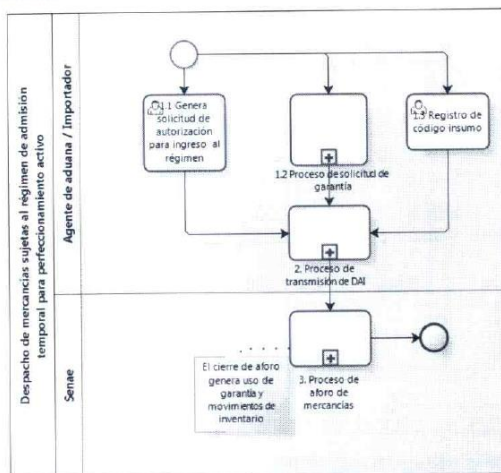 Despacho de mercancías sujetas al régimen de admisión
temporal para perfeccionamiento activo
Agente de aduana / Importador
1.1 Genera
solicitud de
autorización
para ingreso al
régimen
1.2 Proceso de solicitud de
garantía
1.3 Registro de
código insumo
2. Proceso de
transmisión de DAI
Senae
El cierre de aforo
genera uso de
garantía y
movimientos de
inventario
3. Proceso de
aforo de
mercancías